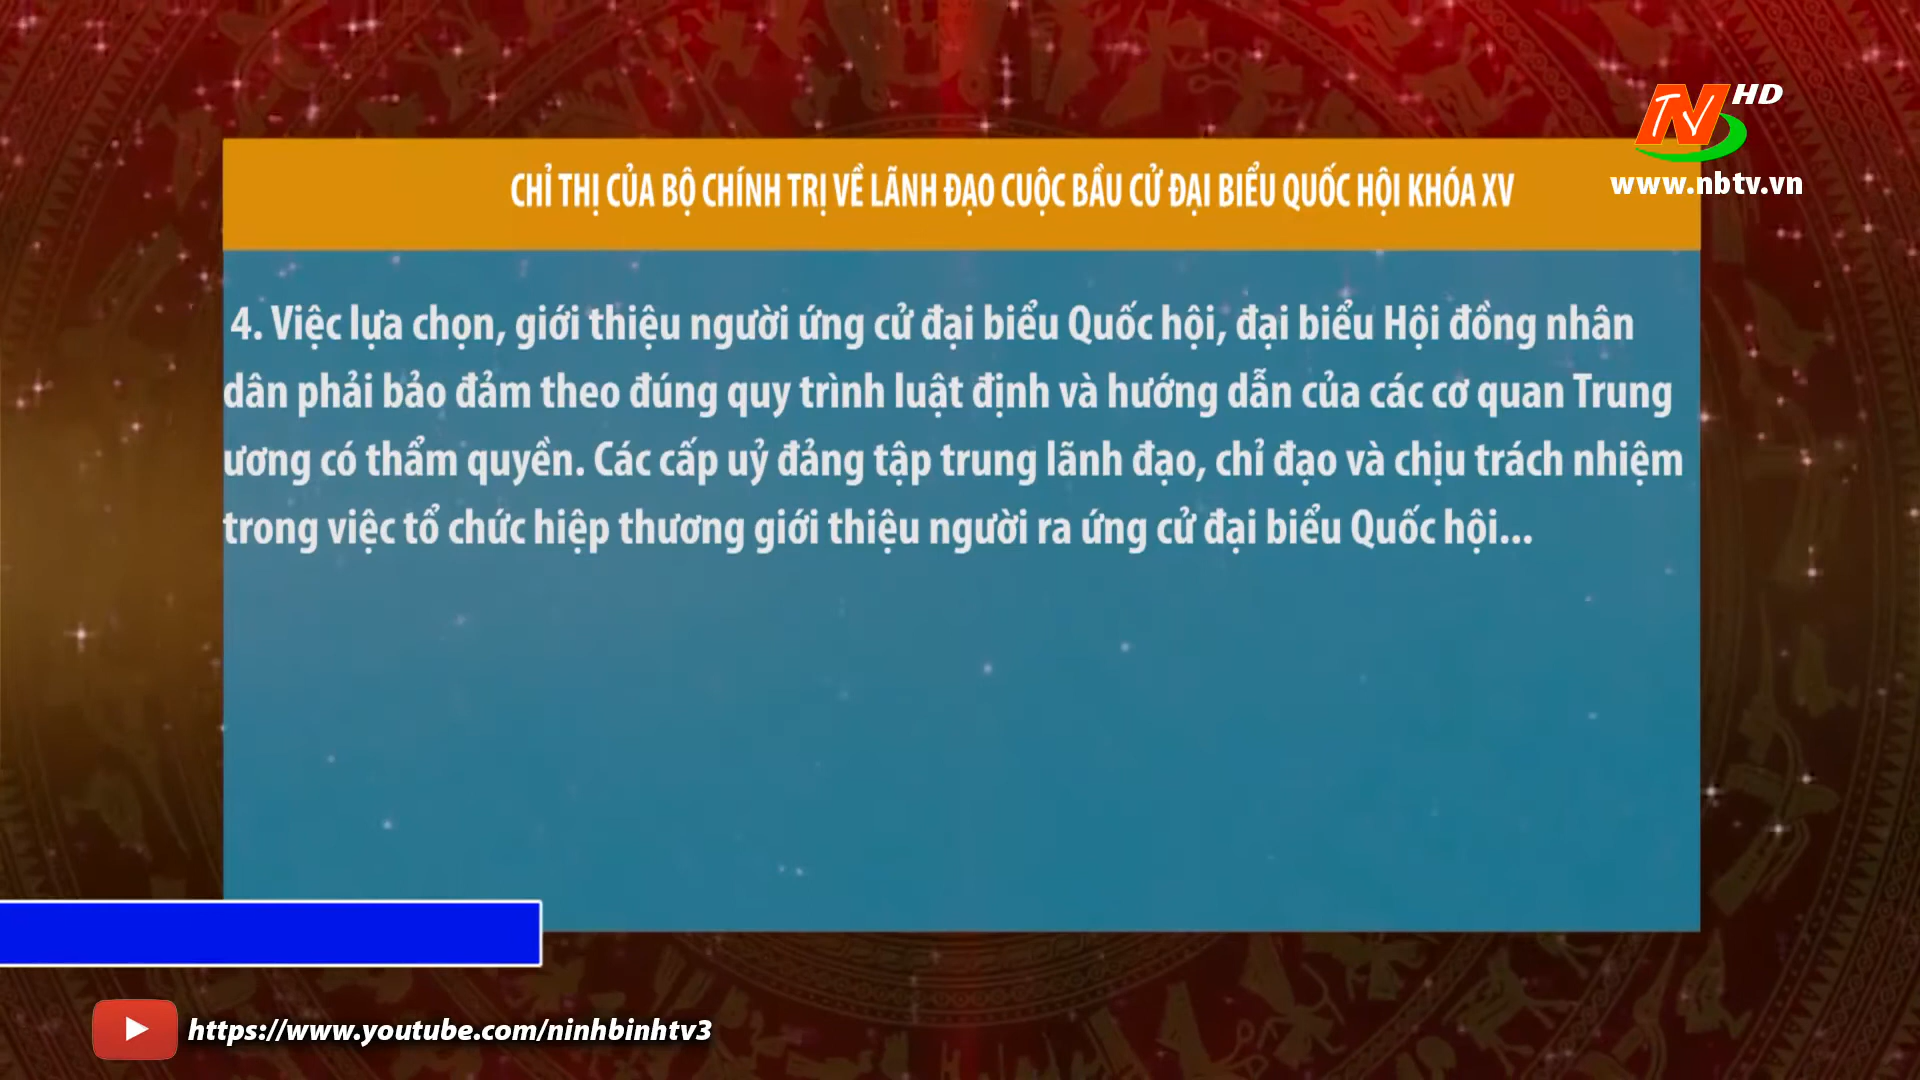 HD
NTV
www.nbtv.vn
CHỈ THỊ CỦA BỘ CHÍNH TRỊ VỀ LÃNH ĐẠO CUỘC BẦU CỬ ĐẠI BIỂU QUỐC HỘI KHÓA XV
4. Việc lựa chọn, giới thiệu người ứng cử đại biểu Quốc hội, đại biểu Hội đồng nhân
dân phải bảo đảm theo đúng quy trình luật định và hướng dẫn của các cơ quan Trung
ương có thẩm quyền. Các cấp uỷ đảng tập trung lãnh đạo, chỉ đạo và chịu trách nhiệm
trong việc tổ chức hiệp thương giới thiệu người ra ứng cử đại biểu Quốc hội...
https://www.youtube.com/ninhbinhtv3